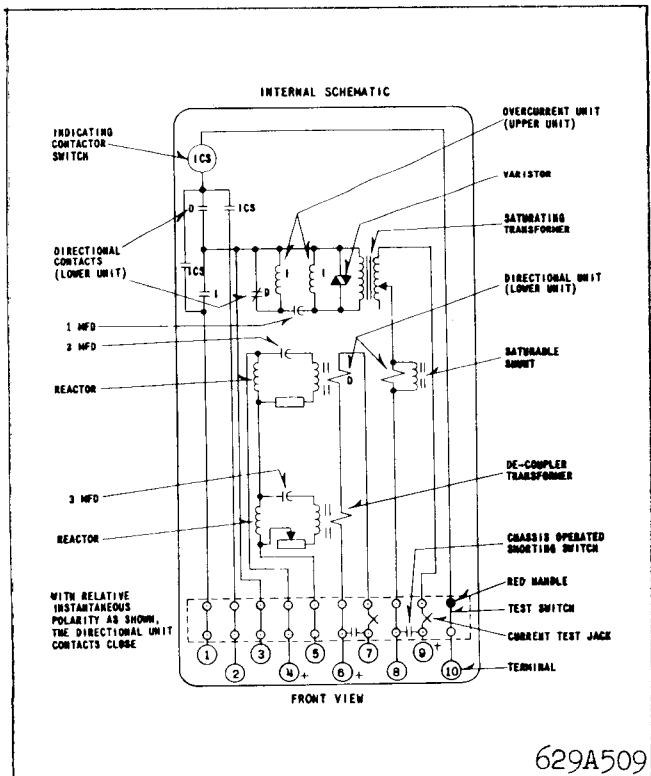 INTERNAL SCHEMATIC
INDICATING
CONTACTOR
SWITCH
ICS
OVERCURRENT UNIT
(UPPER UNIT)
VARISTOR
SATURATING
TRANSFORMER
D
ICS
DIRECTIONAL
CONTACTS
(LOWER UNIT)
ICS
I
D
I
I
DIRECTIONAL UNIT
(LOWER UNIT)
1 MFD
3 MFD
REACTOR
D
SATURABLE
SHUNT
DE-COUPLER
TRANSFORMER
3 MFD
REACTOR
CHASSIS OPERATED
SHORTING SWITCH
RED HANDLE
TEST SWITCH
CURRENT TEST JACK
TERMINAL
WITH RELATIVE
INSTANTANEOUS
POLARITY AS SHOWN,
THE DIRECTIONAL UNIT
CONTACTS CLOSE
1 2 3 4 + 5 6 + 7 8 9 + 10
FRONT VIEW
629A509